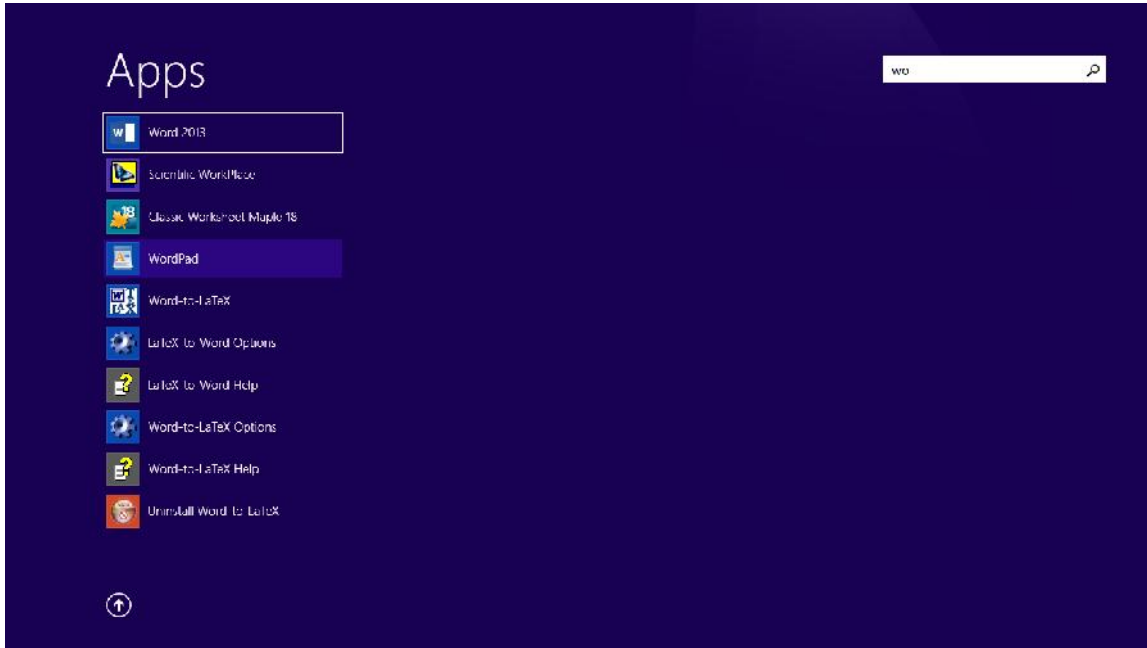 Apps
wo
Word 2013
Scientific WorkPlace
18
Classic Worksheet Maple 18
WordPad
Word-to-LaTeX
LaTeX-to-Word Options
LaTeX-to-Word Help
Word-to-LaTeX Options
Word-to-LaTeX Help
Uninstall Word-to-LaTeX